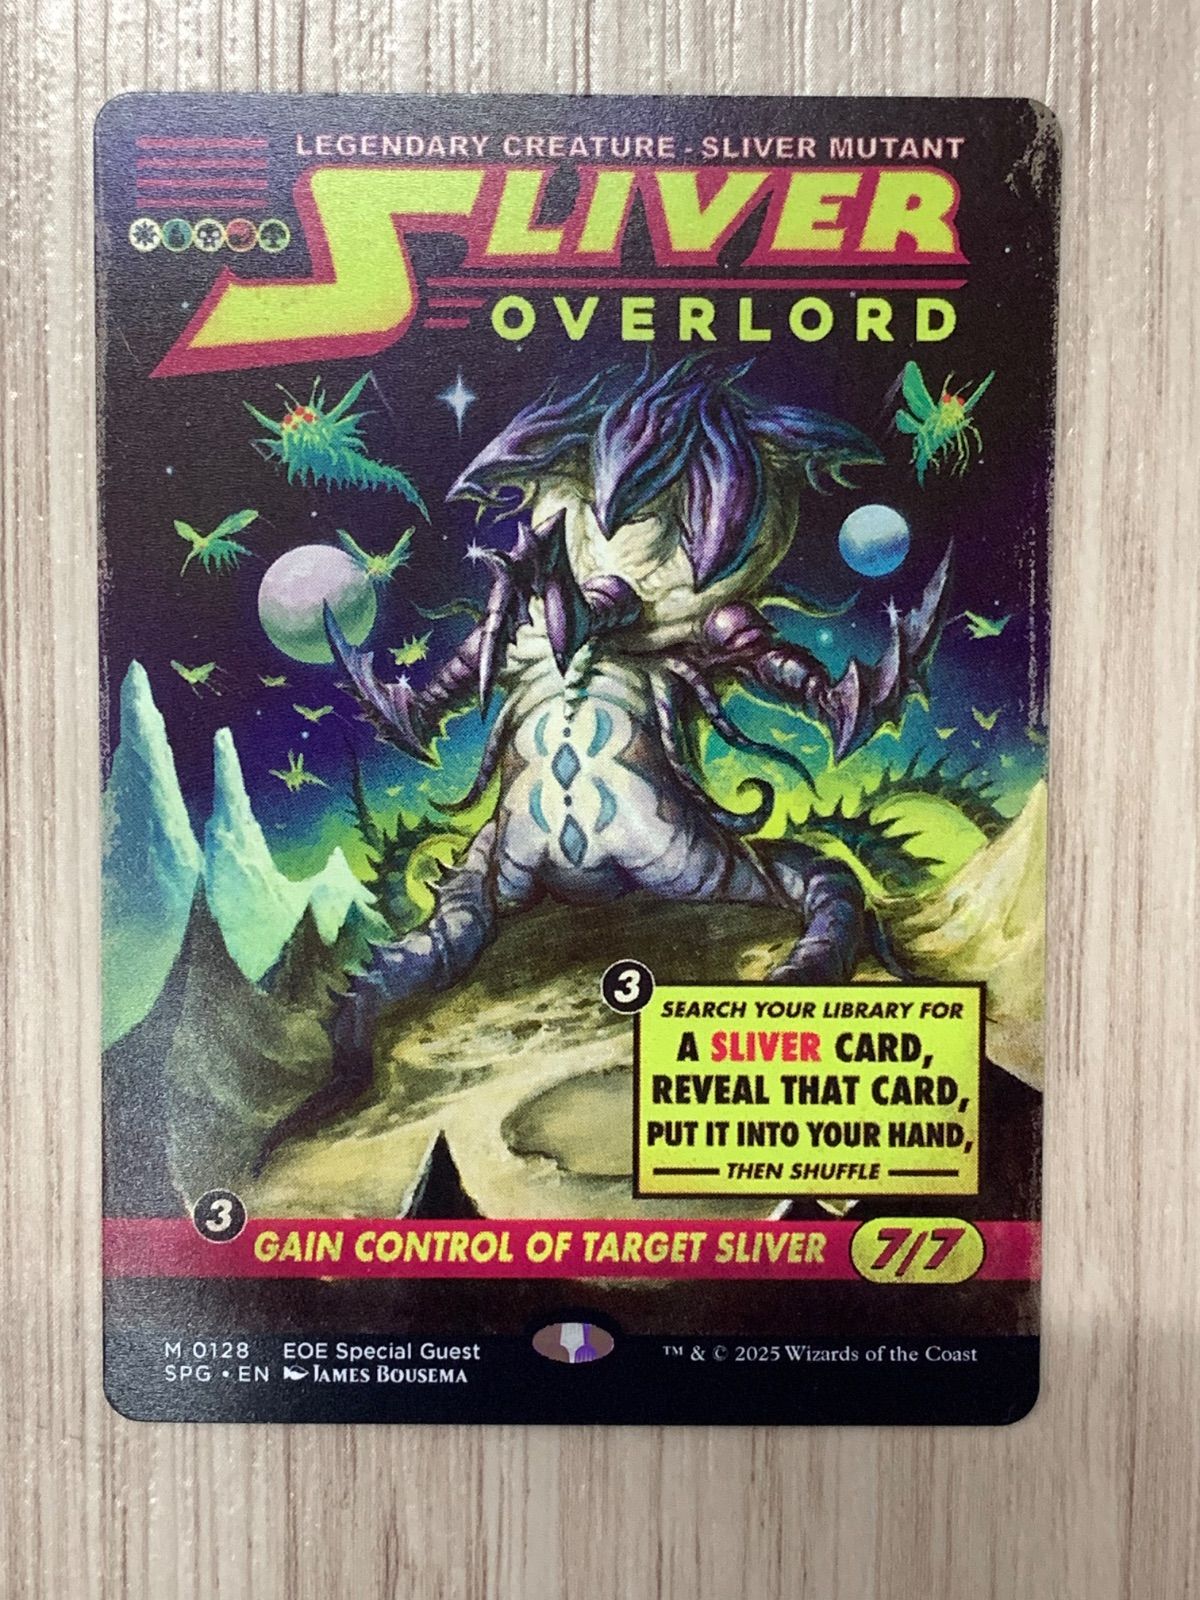 LEGENDARY CREATURE - SLIVER MUTANT
SLIVER
OVERLORD
3
SEARCH YOUR LIBRARY FOR
A SLIVER CARD,
REVEAL THAT CARD,
PUT IT INTO YOUR HAND,
THEN SHUFFLE
3
GAIN CONTROL OF TARGET SLIVER 7/7
M 0128 EOE Special Guest
SPG • EN JAMES BOUSEMA
™ & © 2025 Wizards of the Coast